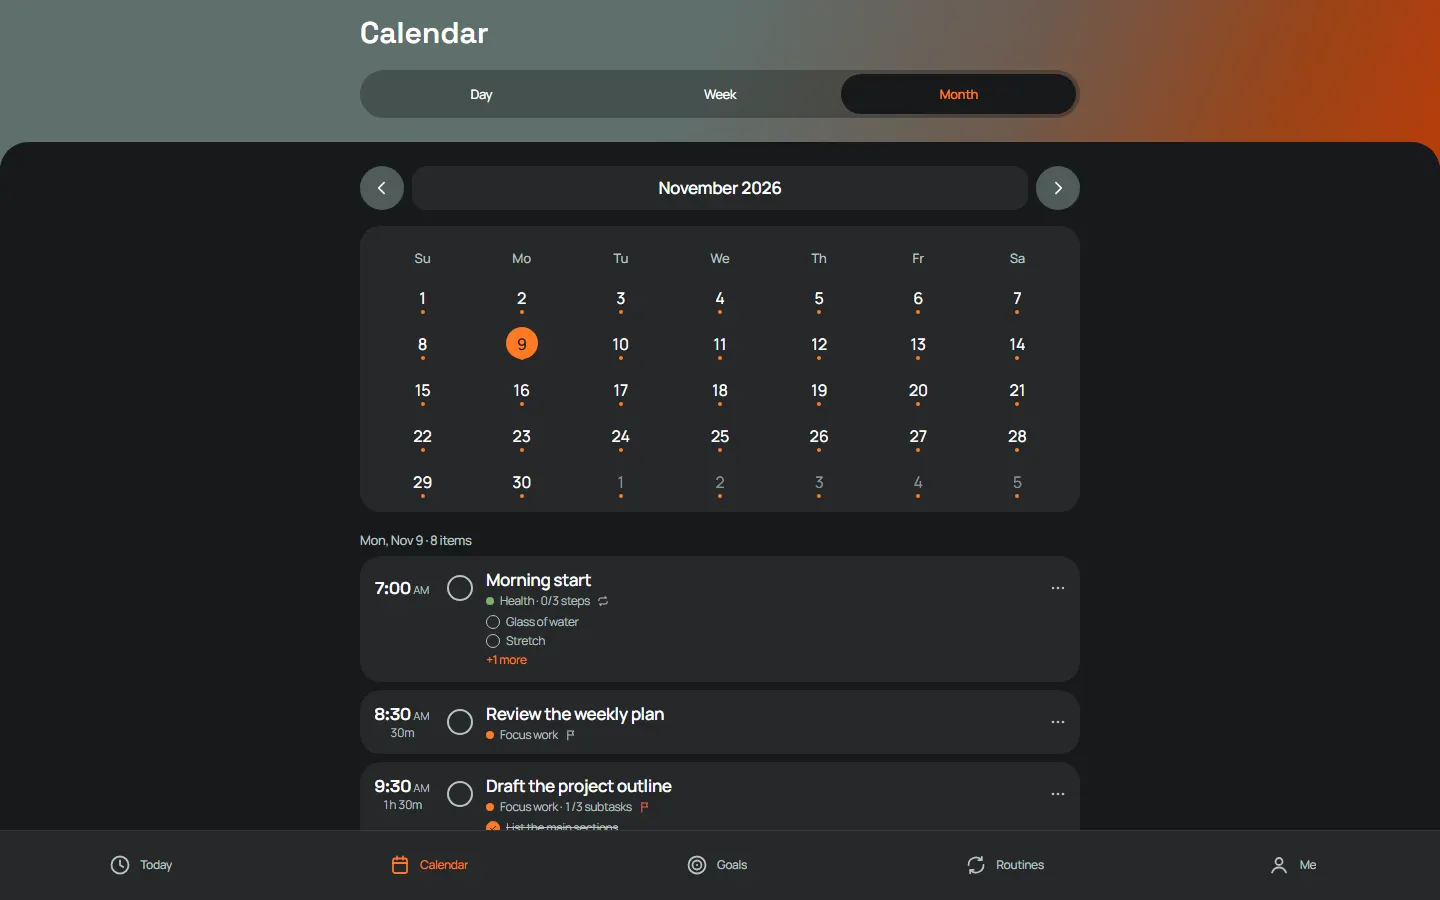 Calendar
Day Week Month
November 2026
Su Mo Tu We Th Fr Sa
1 2 3 4 5 6 7
8 9 10 11 12 13 14
15 16 17 18 19 20 21
22 23 24 25 26 27 28
29 30 1 2 3 4 5
Mon, Nov 9 · 8 items
7:00 AM Morning start
Health · 0/3 steps
Glass of water
Stretch
+1 more
8:30 AM Review the weekly plan
30m Focus work
9:30 AM Draft the project outline
1h 30m Focus work · 1/3 subtasks
List the main sections
Today Calendar Goals Routines Me